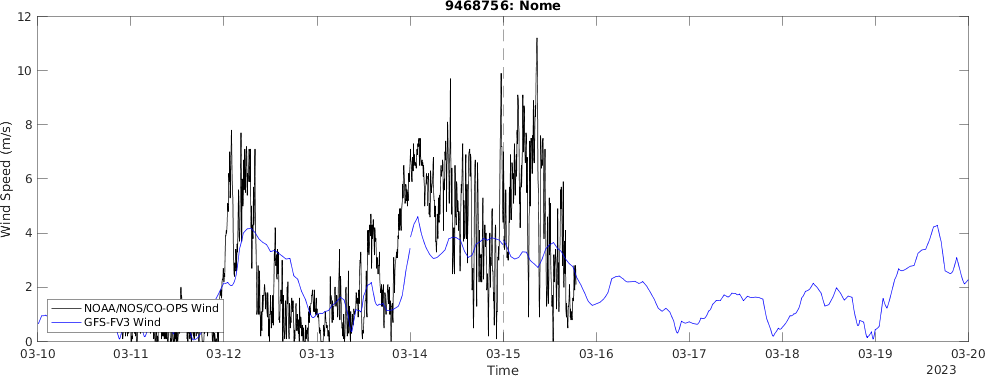 9468756: Nome
12
10
8
6
4
2
0
Wind Speed (m/s)
NOAA/NOS/CO-OPS Wind
GFS-FV3 Wind
03-10 03-11 03-12 03-13 03-14 03-15 03-16 03-17 03-18 03-19 03-20
Time
2023